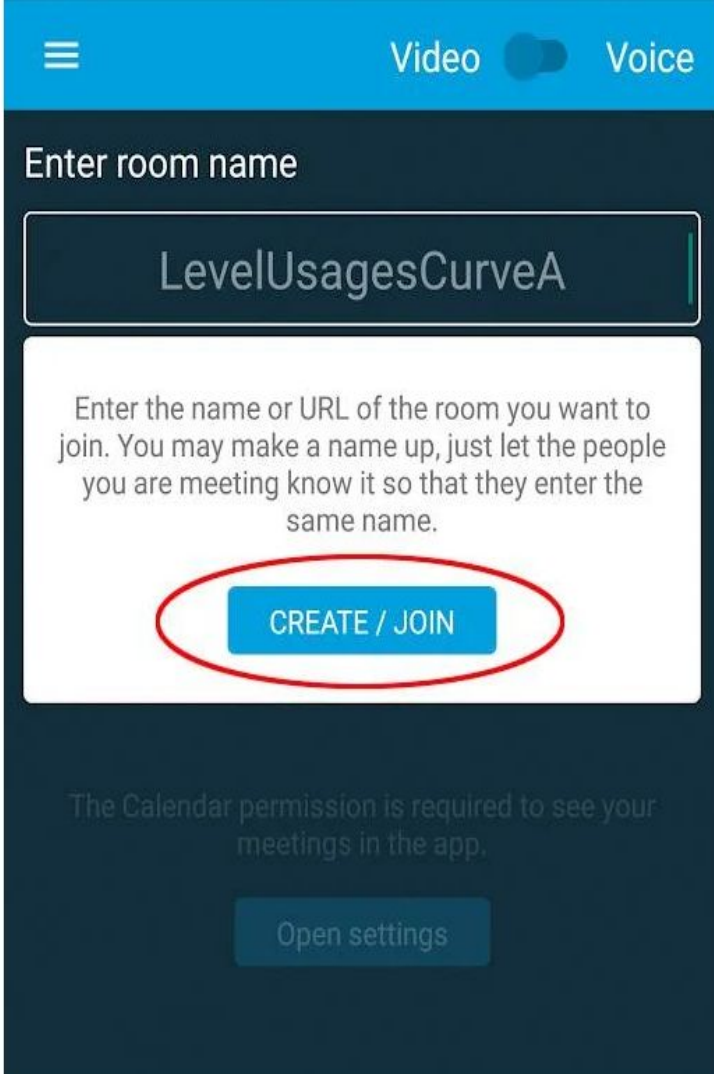 Video Voice
Enter room name
LevelUsagesCurveA
Enter the name or URL of the room you want to
join. You may make a name up, just let the people
you are meeting know it so that they enter the
same name.
CREATE / JOIN
The Calendar permission is required to see your
meetings in the app.
Open settings